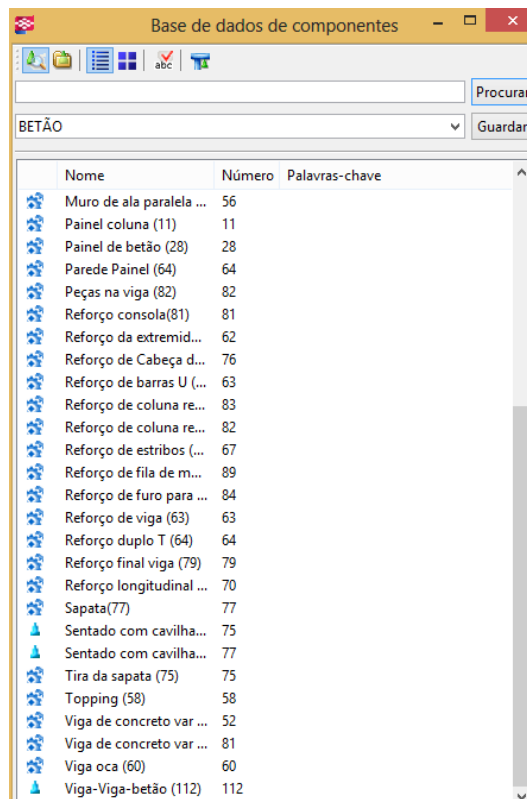 Base de dados de componentes
abc
Procurar
BETÃO
Guardar
Nome Número Palavras-chave
Muro de ala paralela ... 56
Painel coluna (11) 11
Painel de betão (28) 28
Parede Painel (64) 64
Peças na viga (82) 82
Reforço consola(81) 81
Reforço da extremid... 62
Reforço de Cabeça d... 76
Reforço de barras U (... 63
Reforço de coluna re... 83
Reforço de coluna re... 82
Reforço de estribos (... 67
Reforço de fila de m... 89
Reforço de furo para ... 84
Reforço de viga (63) 63
Reforço duplo T (64) 64
Reforço final viga (79) 79
Reforço longitudinal ... 70
Sapata(77) 77
Sentado com cavilha... 75
Sentado com cavilha... 77
Tira da sapata (75) 75
Topping (58) 58
Viga de concreto var ... 52
Viga de concreto var ... 81
Viga oca (60) 60
Viga-Viga-betão (112) 112